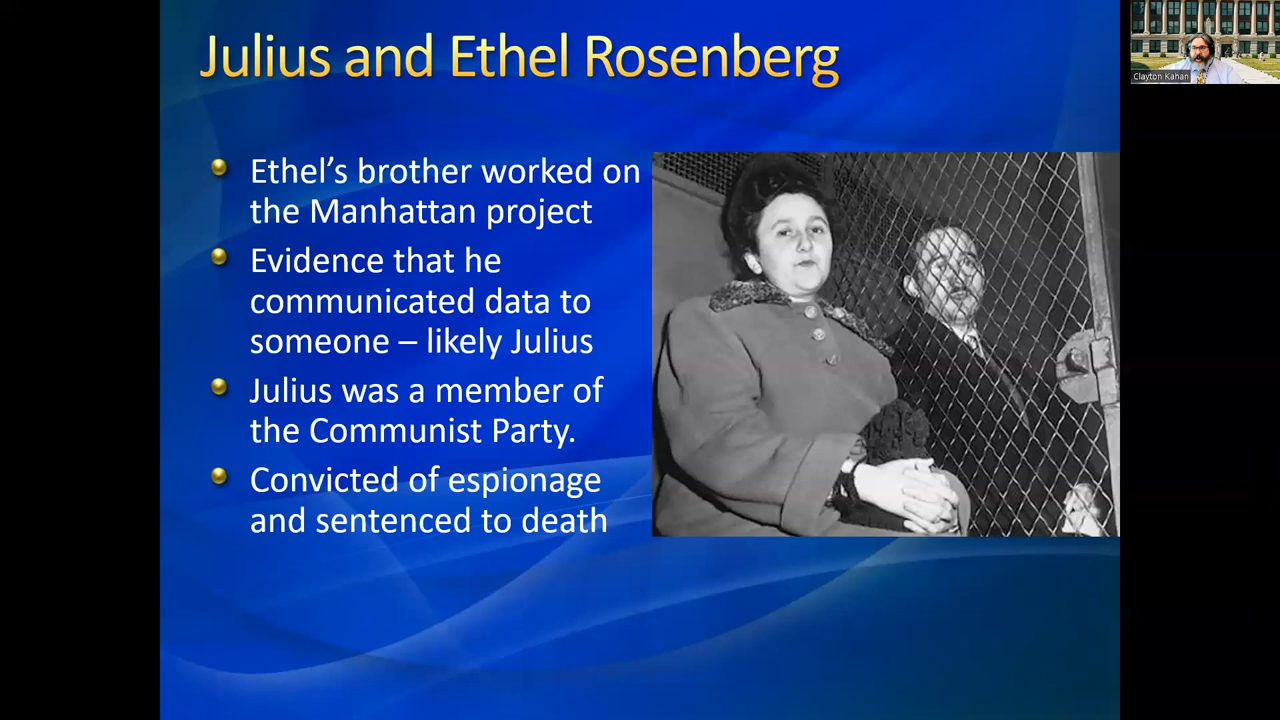 Julius and Ethel Rosenberg
Clayton Kahan
Ethel’s brother worked on
the Manhattan project
Evidence that he
communicated data to
someone – likely Julius
Julius was a member of
the Communist Party.
Convicted of espionage
and sentenced to death